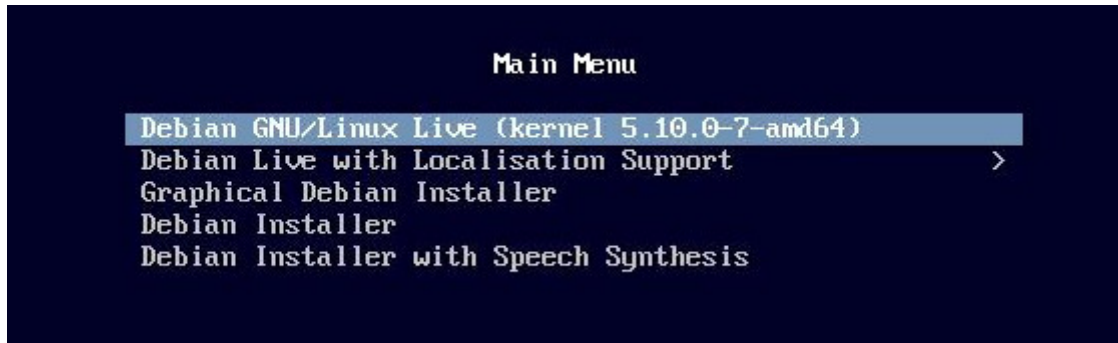 Main Menu
Debian GNU/Linux Live (kernel 5.10.0-7-amd64)
Debian Live with Localisation Support >
Graphical Debian Installer
Debian Installer
Debian Installer with Speech Synthesis